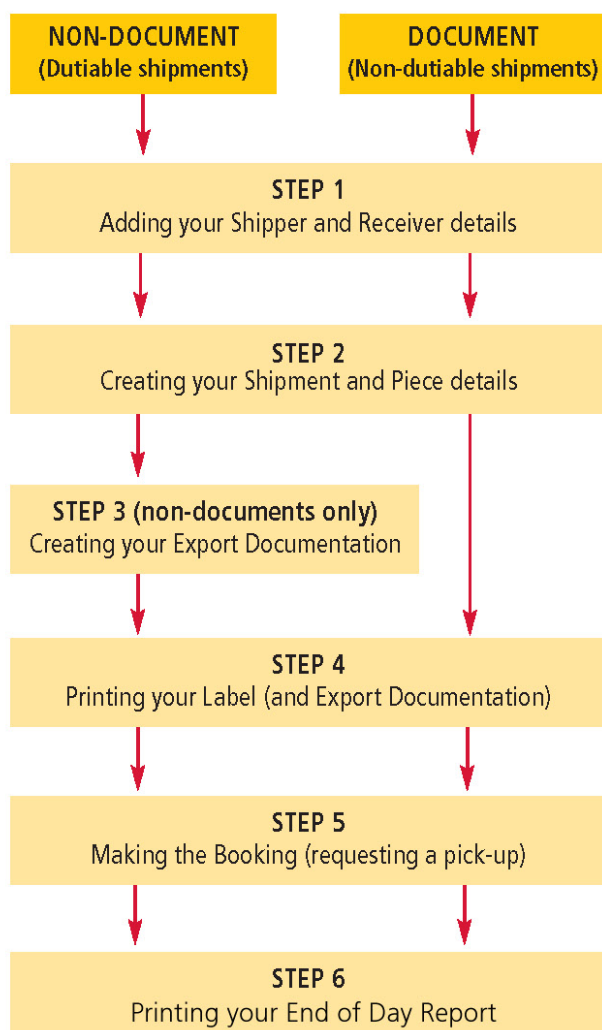 NON-DOCUMENT
(Dutiable shipments)
DOCUMENT
(Non-dutiable shipments)
STEP 1
Adding your Shipper and Receiver details
STEP 2
Creating your Shipment and Piece details
STEP 3 (non-documents only)
Creating your Export Documentation
STEP 4
Printing your Label (and Export Documentation)
STEP 5
Making the Booking (requesting a pick-up)
STEP 6
Printing your End of Day Report